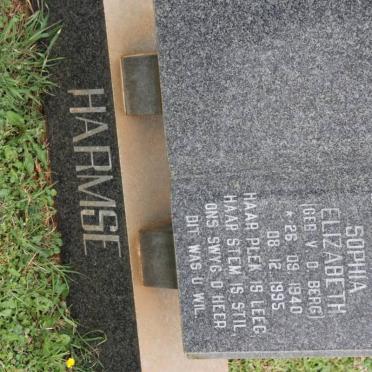 SOPHIA
ELIZABETH
(GEB V D BERG)
* 26 09 1940
08 12 1995
HAAR PLEK IS LEEG
HAAR STEM IS STIL
ONS SWYG O HEER
DIT WAS U WIL
HARMSE